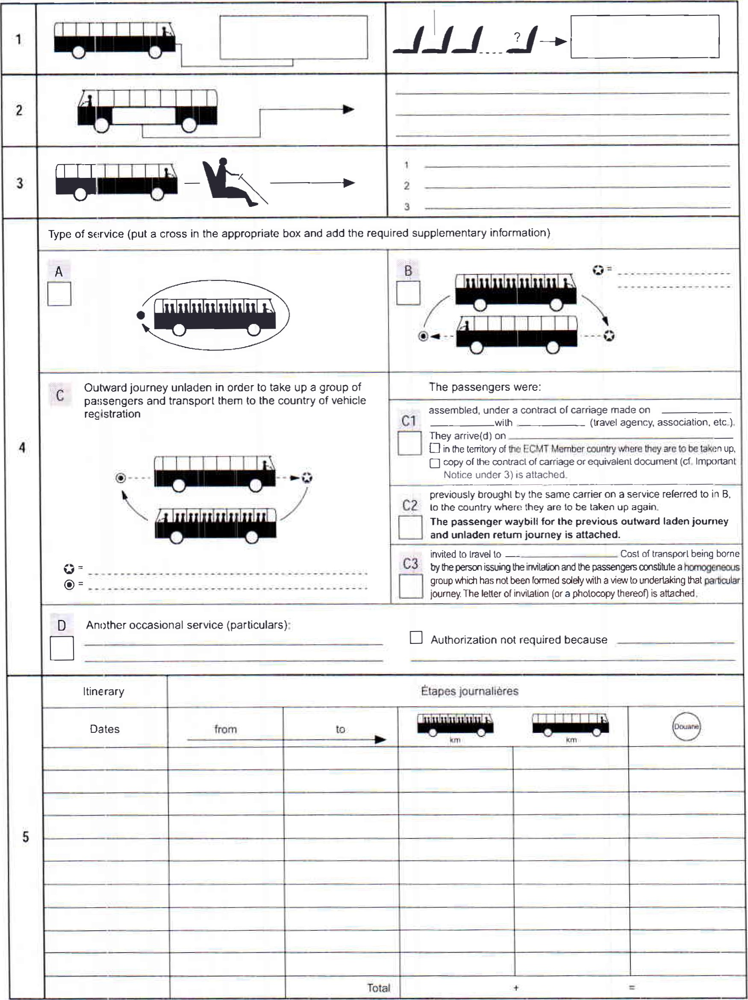 1
?
2
3
1
2
3
4
Type of service (put a cross in the appropriate box and add the required supplementary information)
A
B
=
C
Outward journey unladen in order to take up a group of
passengers and transport them to the country of vehicle
registration
=
=
The passengers were:
C1
assembled, under a contract of carriage made on
with (travel agency, association, etc.).
They arrive(d) on
in the territory of the ECMT Member country where they are to be taken up,
copy of the contract of carriage or equivalent document (cf. Important
Notice under 3) is attached.
C2
previously brought by the same carrier on a service referred to in B,
to the country where they are to be taken up again.
The passenger waybill for the previous outward laden journey
and unladen return journey is attached.
C3
invited to travel to Cost of transport being borne
by the person issuing the invitation and the passengers constitute a homogeneous
group which has not been formed solely with a view to undertaking that particular
journey. The letter of invitation (or a photocopy thereof) is attached.
D
Another occasional service (particulars):
Authorization not required because
5
Itinerary
Étapes journalières
Dates
from
to
km
km
Douane
Total + =